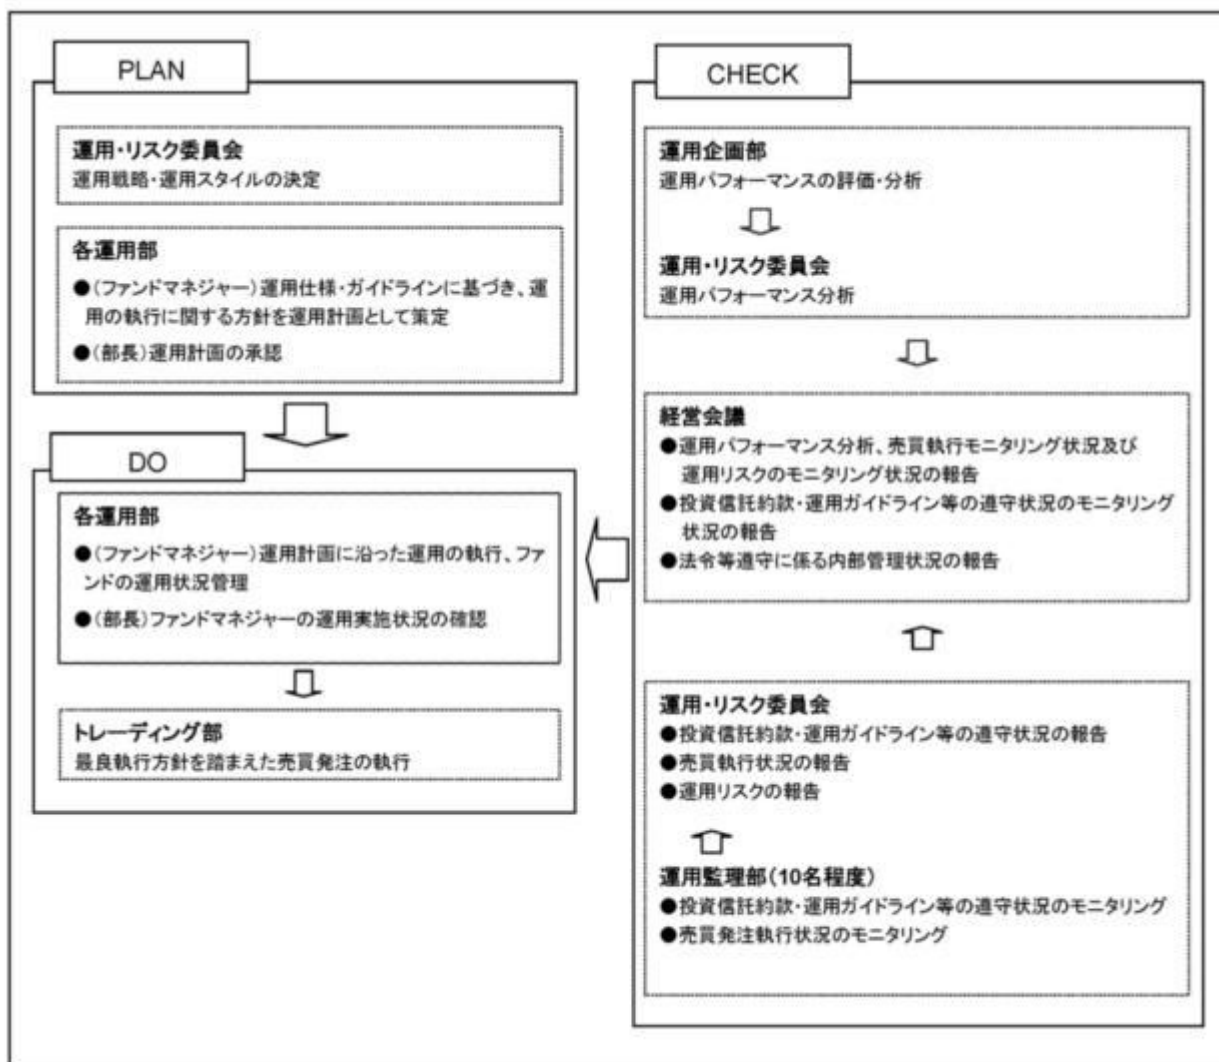 PLAN
運用・リスク委員会
運用戦略・運用スタイルの決定
各運用部
●(ファンドマネジャー)運用仕様・ガイドラインに基づき、運
用の執行に関する方針を運用計画として策定
●(部長)運用計画の承認
DO
各運用部
●(ファンドマネジャー)運用計画に沿った運用の執行、ファ
ンドの運用状況管理
●(部長)ファンドマネジャーの運用実施状況の確認
トレーディング部
最良執行方針を踏まえた売買発注の執行
CHECK
運用企画部
運用パフォーマンスの評価・分析
運用・リスク委員会
運用パフォーマンス分析
経営会議
●運用パフォーマンス分析、売買執行モニタリング状況及び
運用リスクのモニタリング状況の報告
●投資信託約款・運用ガイドライン等の遵守状況のモニタリング
状況の報告
●法令等遵守に係る内部管理状況の報告
運用・リスク委員会
●投資信託約款・運用ガイドライン等の遵守状況の報告
●売買執行状況の報告
●運用リスクの報告
運用監理部(10名程度)
●投資信託約款・運用ガイドライン等の遵守状況のモニタリング
●売買発注執行状況のモニタリング